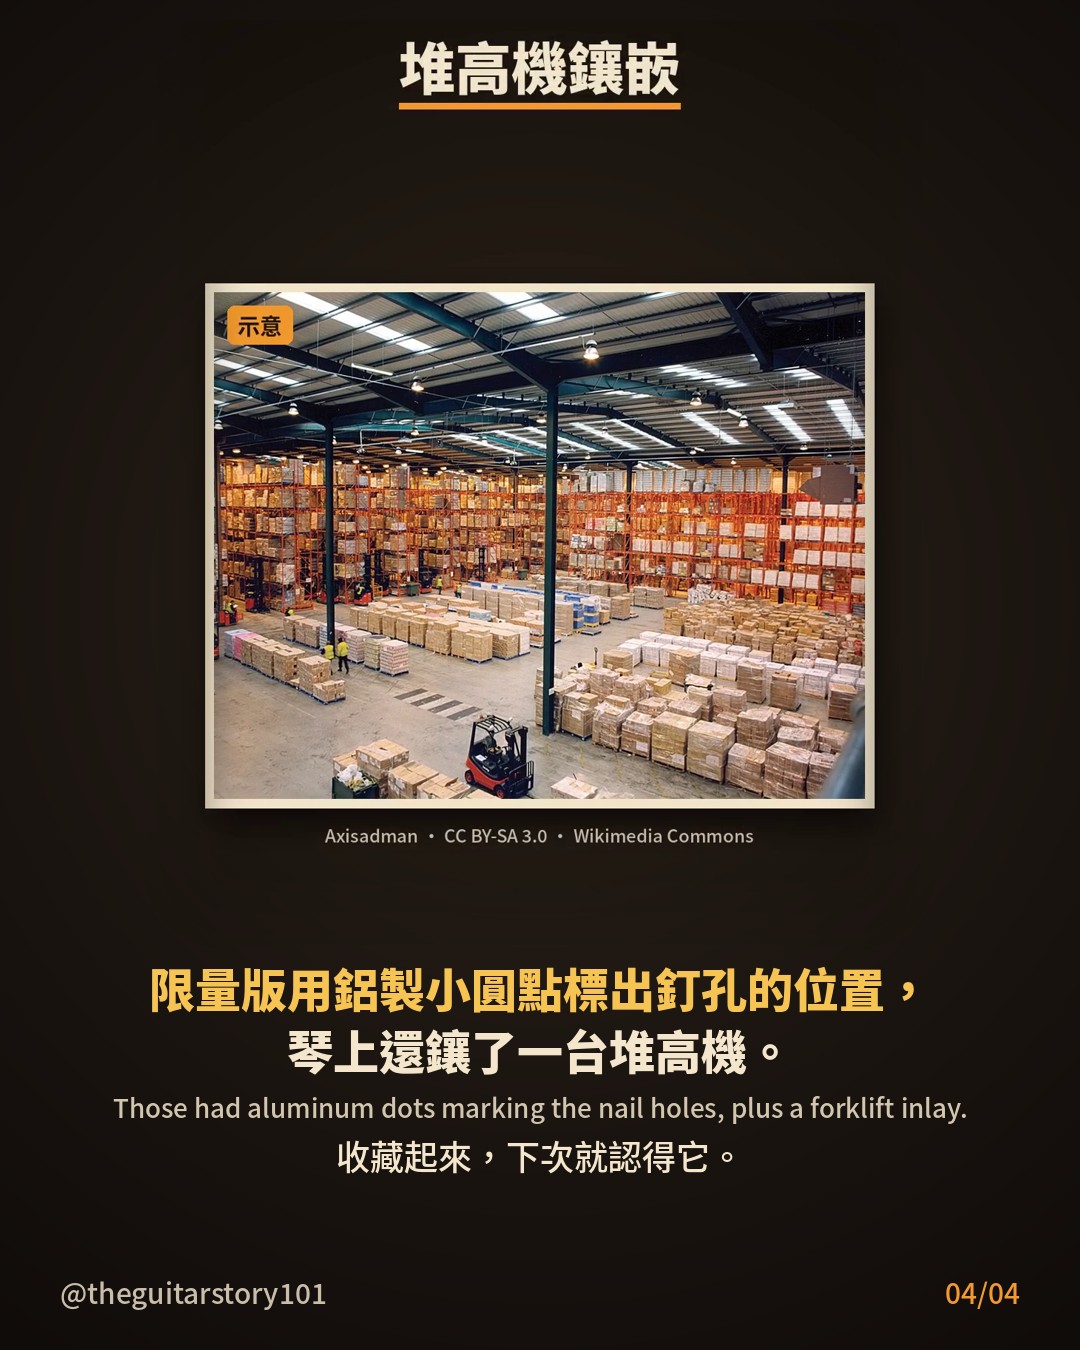 堆高機鑲嵌
示意
Axisadman • CC BY-SA 3.0 • Wikimedia Commons
限量版用鋁製小圓點標出釘孔的位置，
琴上還鑲了一台堆高機。
Those had aluminum dots marking the nail holes, plus a forklift inlay.
收藏起來，下次就認得它。
@theguitarstory101
04/04